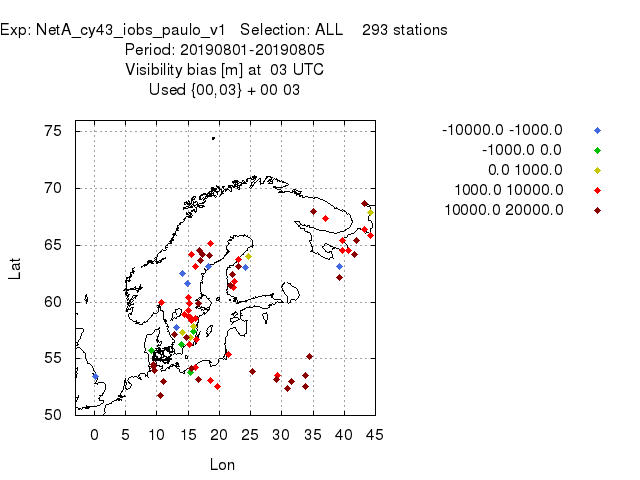 Exp: NetA_cy43_iobs_paulo_v1 Selection: ALL 293 stations
Period: 20190801-20190805
Visibility bias [m] at 03 UTC
Used {00,03} + 00 03
-10000.0 -1000.0
-1000.0 0.0
0.0 1000.0
1000.0 10000.0
10000.0 20000.0
75
70
65
60
55
50
Lat
0 5 10 15 20 25 30 35 40 45
Lon